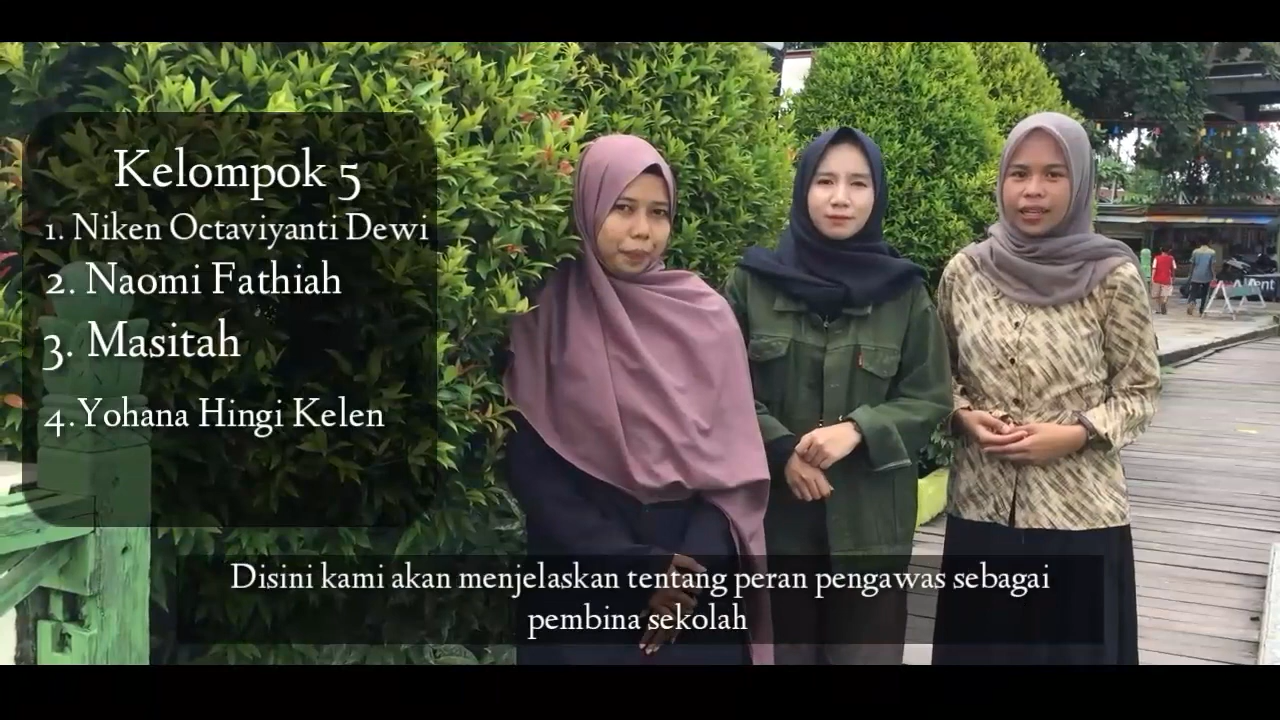 Kelompok 5
1. Niken Octaviyanti Dewi
2. Naomi Fathiah
3. Masitah
4. Yohana Hingi Kelen
Disini kami akan menjelaskan tentang peran pengawas sebagai
pembina sekolah